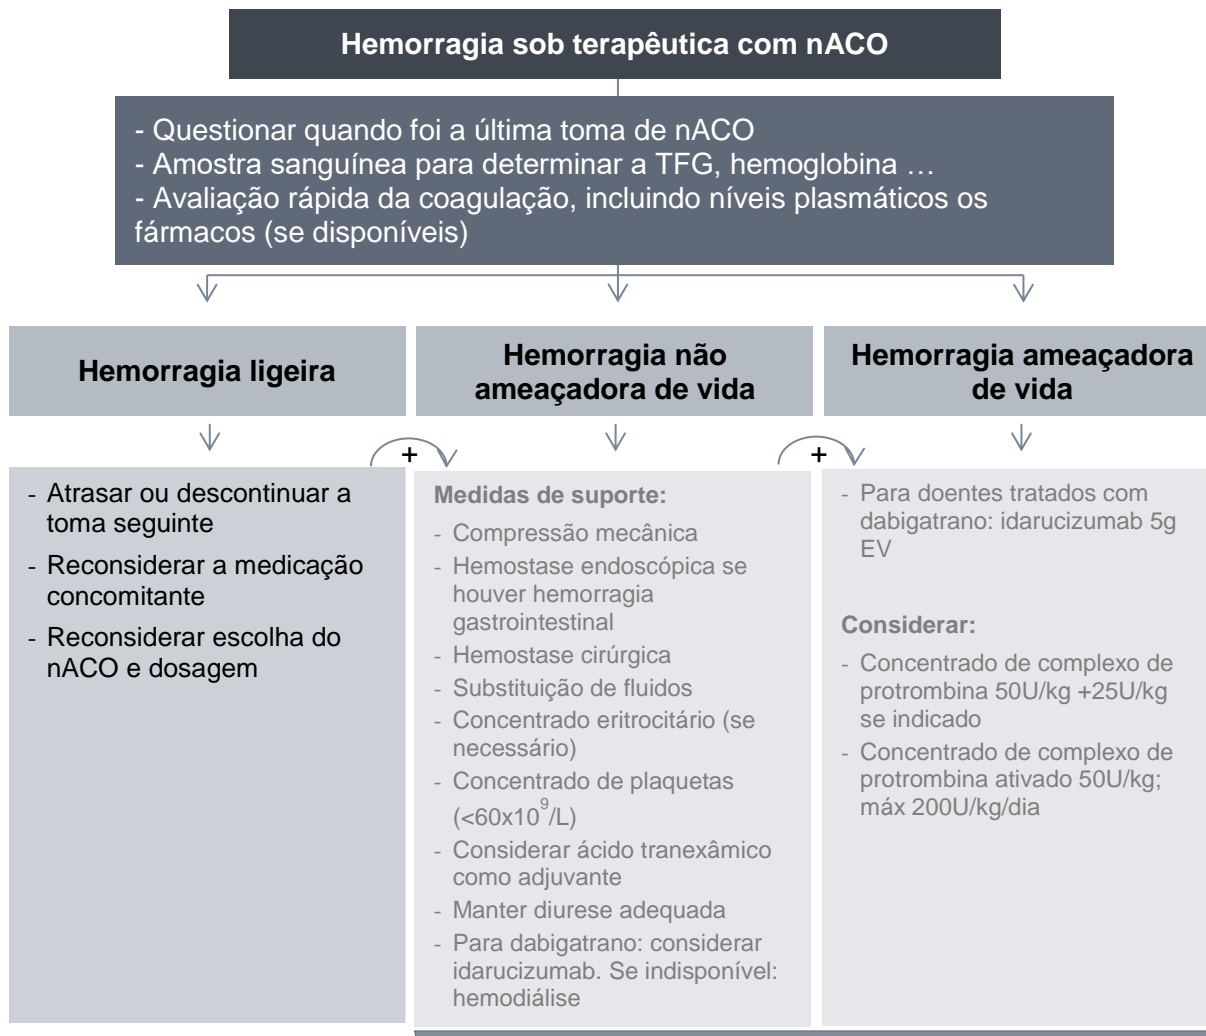 Hemorragia sob terapêutica com nACO
- Questionar quando foi a última toma de nACO
- Amostra sanguínea para determinar a TFG, hemoglobina …
- Avaliação rápida da coagulação, incluindo níveis plasmáticos os
fármacos (se disponíveis)
Hemorragia ligeira
Hemorragia não
ameaçadora de vida
Hemorragia ameaçadora
de vida
+
+
- Atrasar ou descontinuar a
toma seguinte
- Reconsiderar a medicação
concomitante
- Reconsiderar escolha do
nACO e dosagem
Medidas de suporte:
- Compressão mecânica
- Hemostase endoscópica se
houver hemorragia
gastrointestinal
- Hemostase cirúrgica
- Substituição de fluidos
- Concentrado eritrocitário (se
necessário)
- Concentrado de plaquetas
(<60x10⁹/L)
- Considerar ácido tranexâmico
como adjuvante
- Manter diurese adequada
- Para dabigatrano: considerar
idarucizumab. Se indisponível:
hemodiálise
- Para doentes tratados com
dabigatrano: idarucizumab 5g
EV
Considerar:
- Concentrado de complexo de
protrombina 50U/kg +25U/kg
se indicado
- Concentrado de complexo de
protrombina ativado 50U/kg;
máx 200U/kg/dia